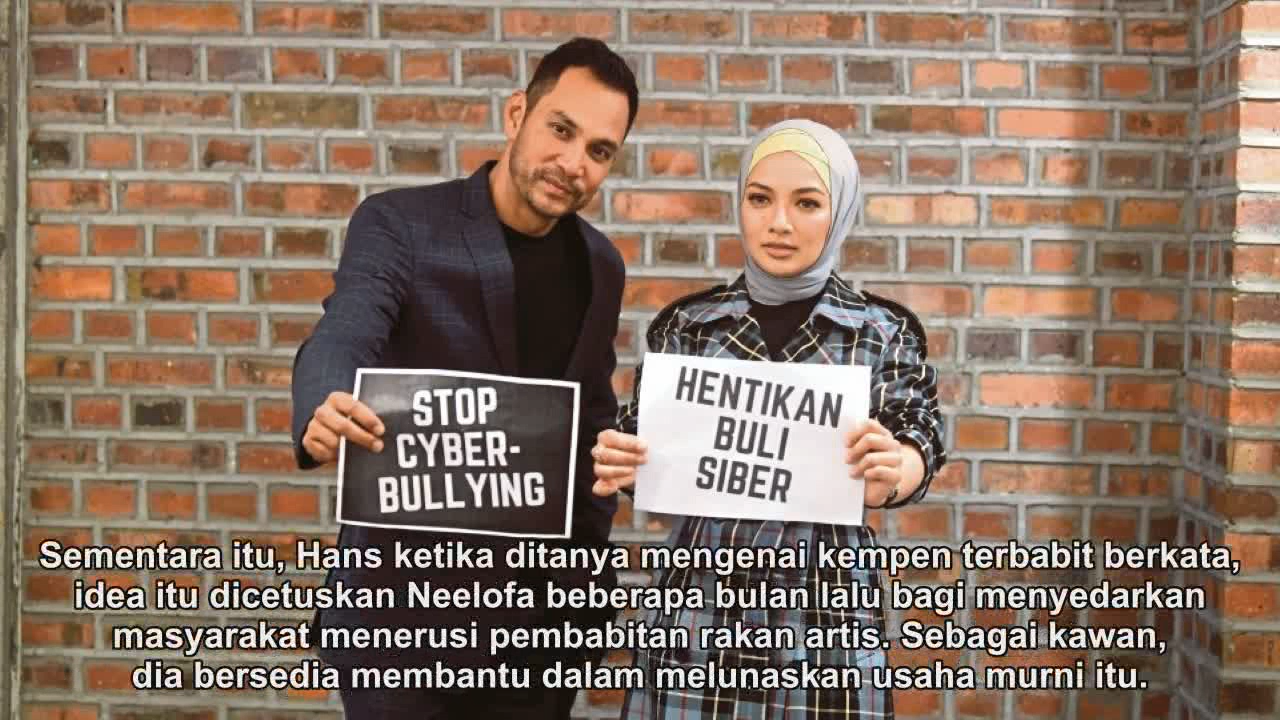 STOP
CYBER-
BULLYING
HENTIKAN
BULI
SIBER
Sementara itu, Hans ketika ditanya mengenai kempen terbabit berkata,
idea itu dicetuskan Neelofa beberapa bulan lalu bagi menyedarkan
masyarakat menerusi pembabitan rakan artis. Sebagai kawan,
dia bersedia membantu dalam melunaskan usaha murni itu.